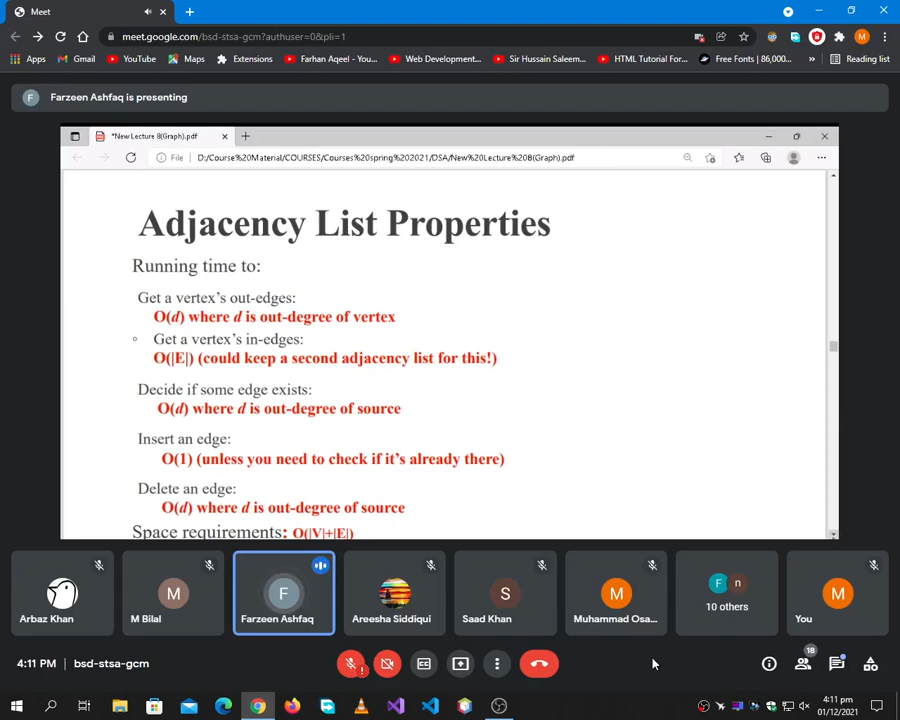 Meet
meet.google.com/bsd-stsa-gcm?authuser=0&pli=1
Apps Gmail YouTube Maps Extensions Farhan Aqeel - You... Web Development... Sir Hussain Saleem... HTML Tutorial For... Free Fonts | 86,000... » Reading list
F Farzeen Ashfaq is presenting
*New Lecture 8(Graph).pdf
File D:/Course%20Material/COURSES/Courses%20spring%202021/DSA/New%20Lecture%208(Graph).pdf
Adjacency List Properties
Running time to:
Get a vertex's out-edges:
O(d) where d is out-degree of vertex
◦ Get a vertex's in-edges:
O(|E|) (could keep a second adjacency list for this!)
Decide if some edge exists:
O(d) where d is out-degree of source
Insert an edge:
O(1) (unless you need to check if it's already there)
Delete an edge:
O(d) where d is out-degree of source
Space requirements: O(|V|+|E|)
M F S M F n M
Arbaz Khan M Bilal Farzeen Ashfaq Areesha Siddiqui Saad Khan Muhammad Osa... 10 others You
4:11 PM | bsd-stsa-gcm
18
4:11 pm
01/12/2021